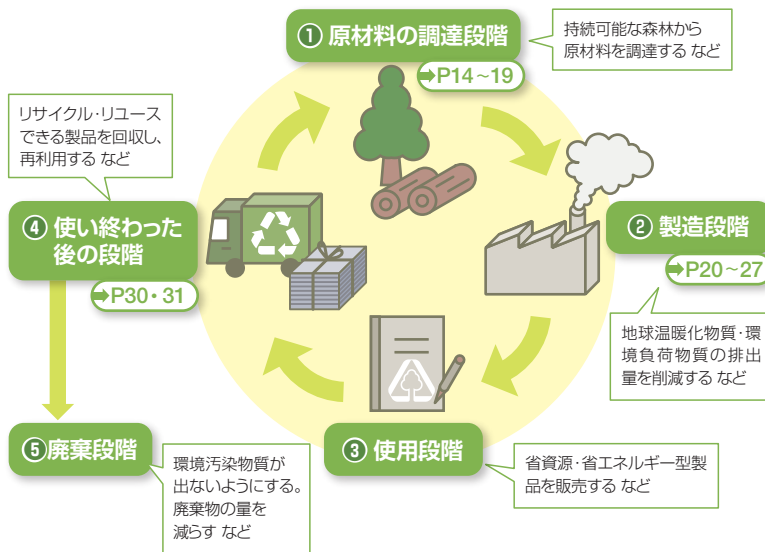 ① 原材料の調達段階
➡P14~19
持続可能な森林から
原材料を調達する など
リサイクル・リユース
できる製品を回収し、
再利用する など
④ 使い終わった
後の段階
➡P30・31
② 製造段階
➡P20~27
地球温暖化物質・環
境負荷物質の排出
量を削減する など
③ 使用段階
省資源・省エネルギー型製
品を販売する など
⑤廃棄段階
環境汚染物質が
出ないようにする。
廃棄物の量を
減らす など